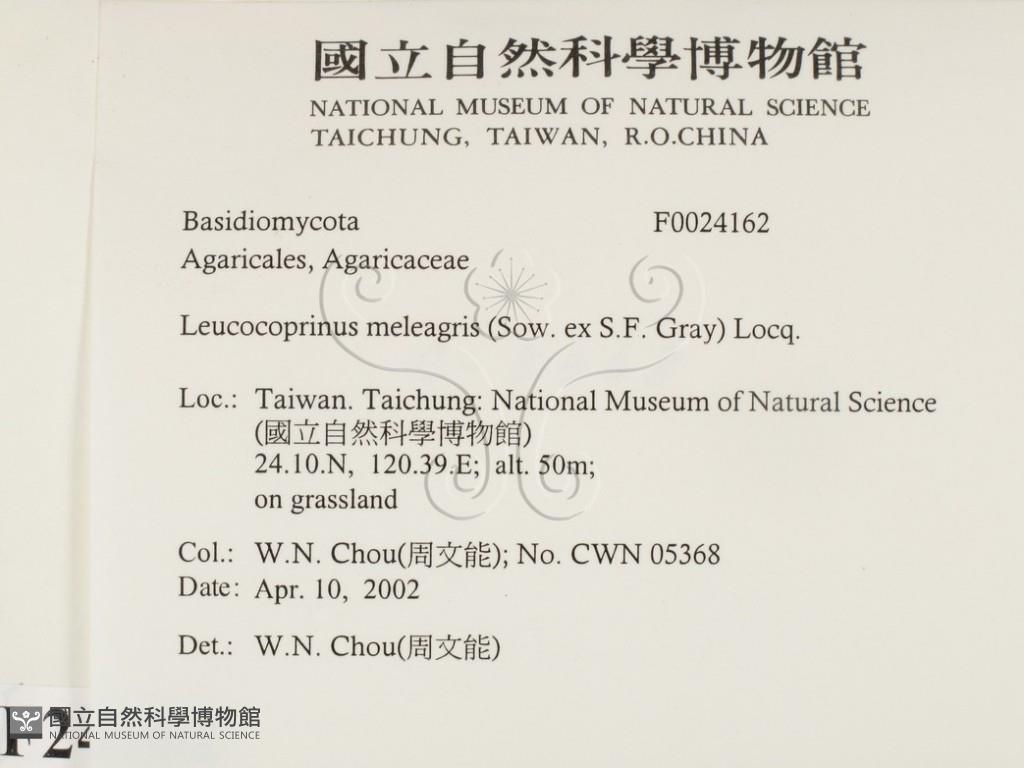 國立自然科學博物館
NATIONAL MUSEUM OF NATURAL SCIENCE
TAICHUNG, TAIWAN, R.O.CHINA
Basidiomycota F0024162
Agaricales, Agaricaceae
Leucocoprinus meleagris (Sow. ex S.F. Gray) Locq.
Loc.: Taiwan. Taichung: National Museum of Natural Science
(國立自然科學博物館)
24.10.N, 120.39.E; alt. 50m;
on grassland
Col.: W.N. Chou(周文能); No. CWN 05368
Date: Apr. 10, 2002
Det.: W.N. Chou(周文能)
國立自然科學博物館
NATIONAL MUSEUM OF NATURAL SCIENCE